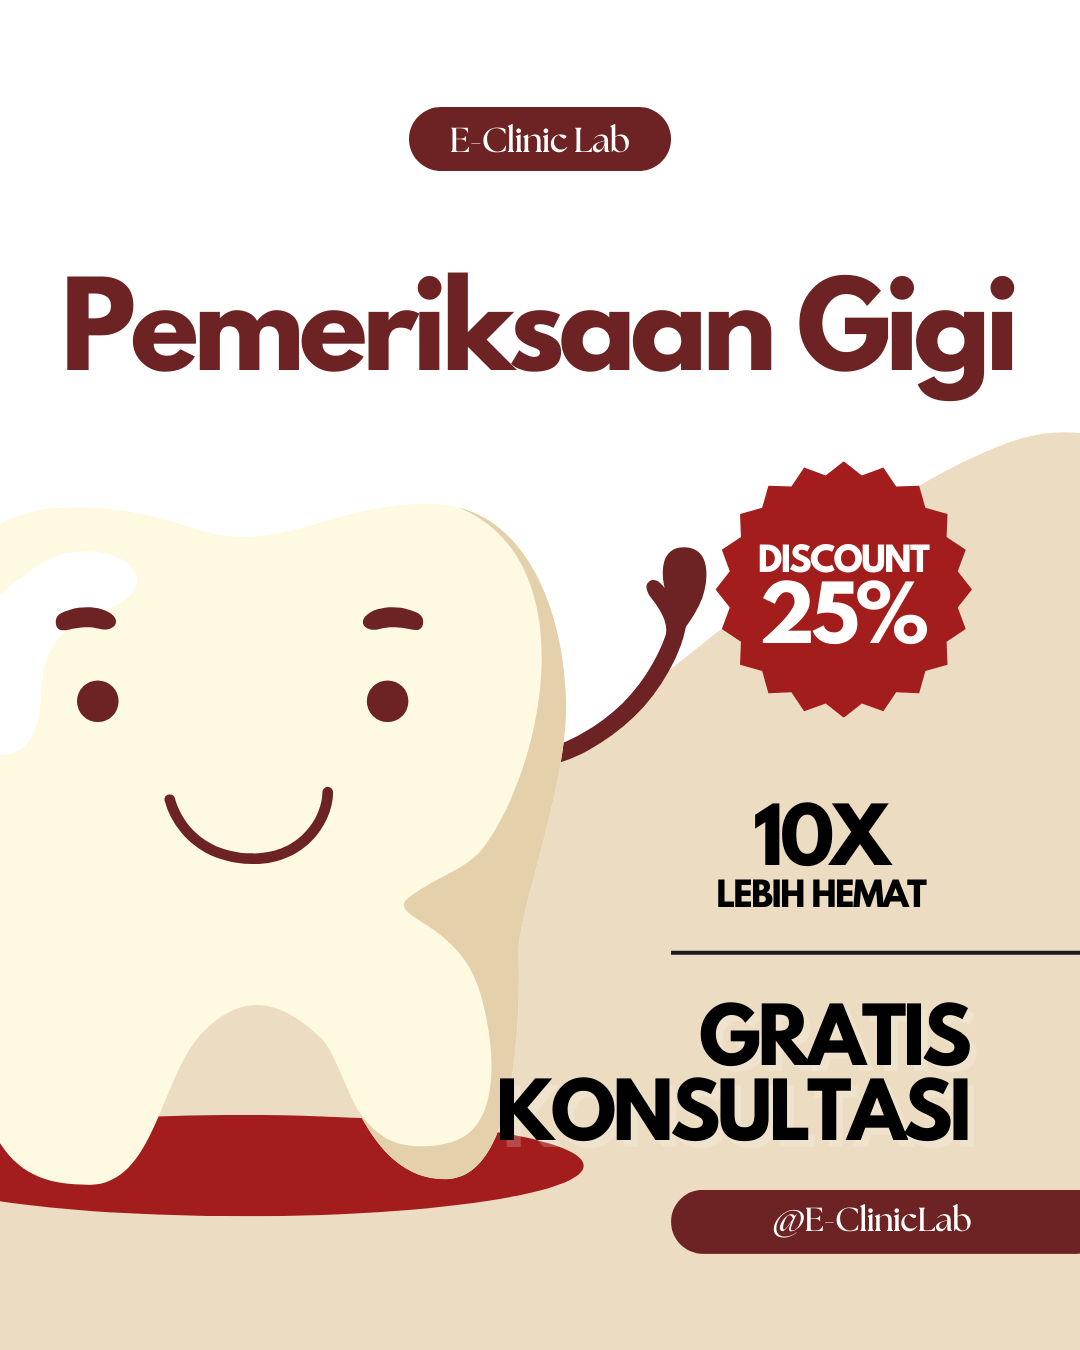 E-Clinic Lab
Pemeriksaan Gigi
DISCOUNT
25%
10X
LEBIH HEMAT
GRATIS
KONSULTASI
@E-ClinicLab